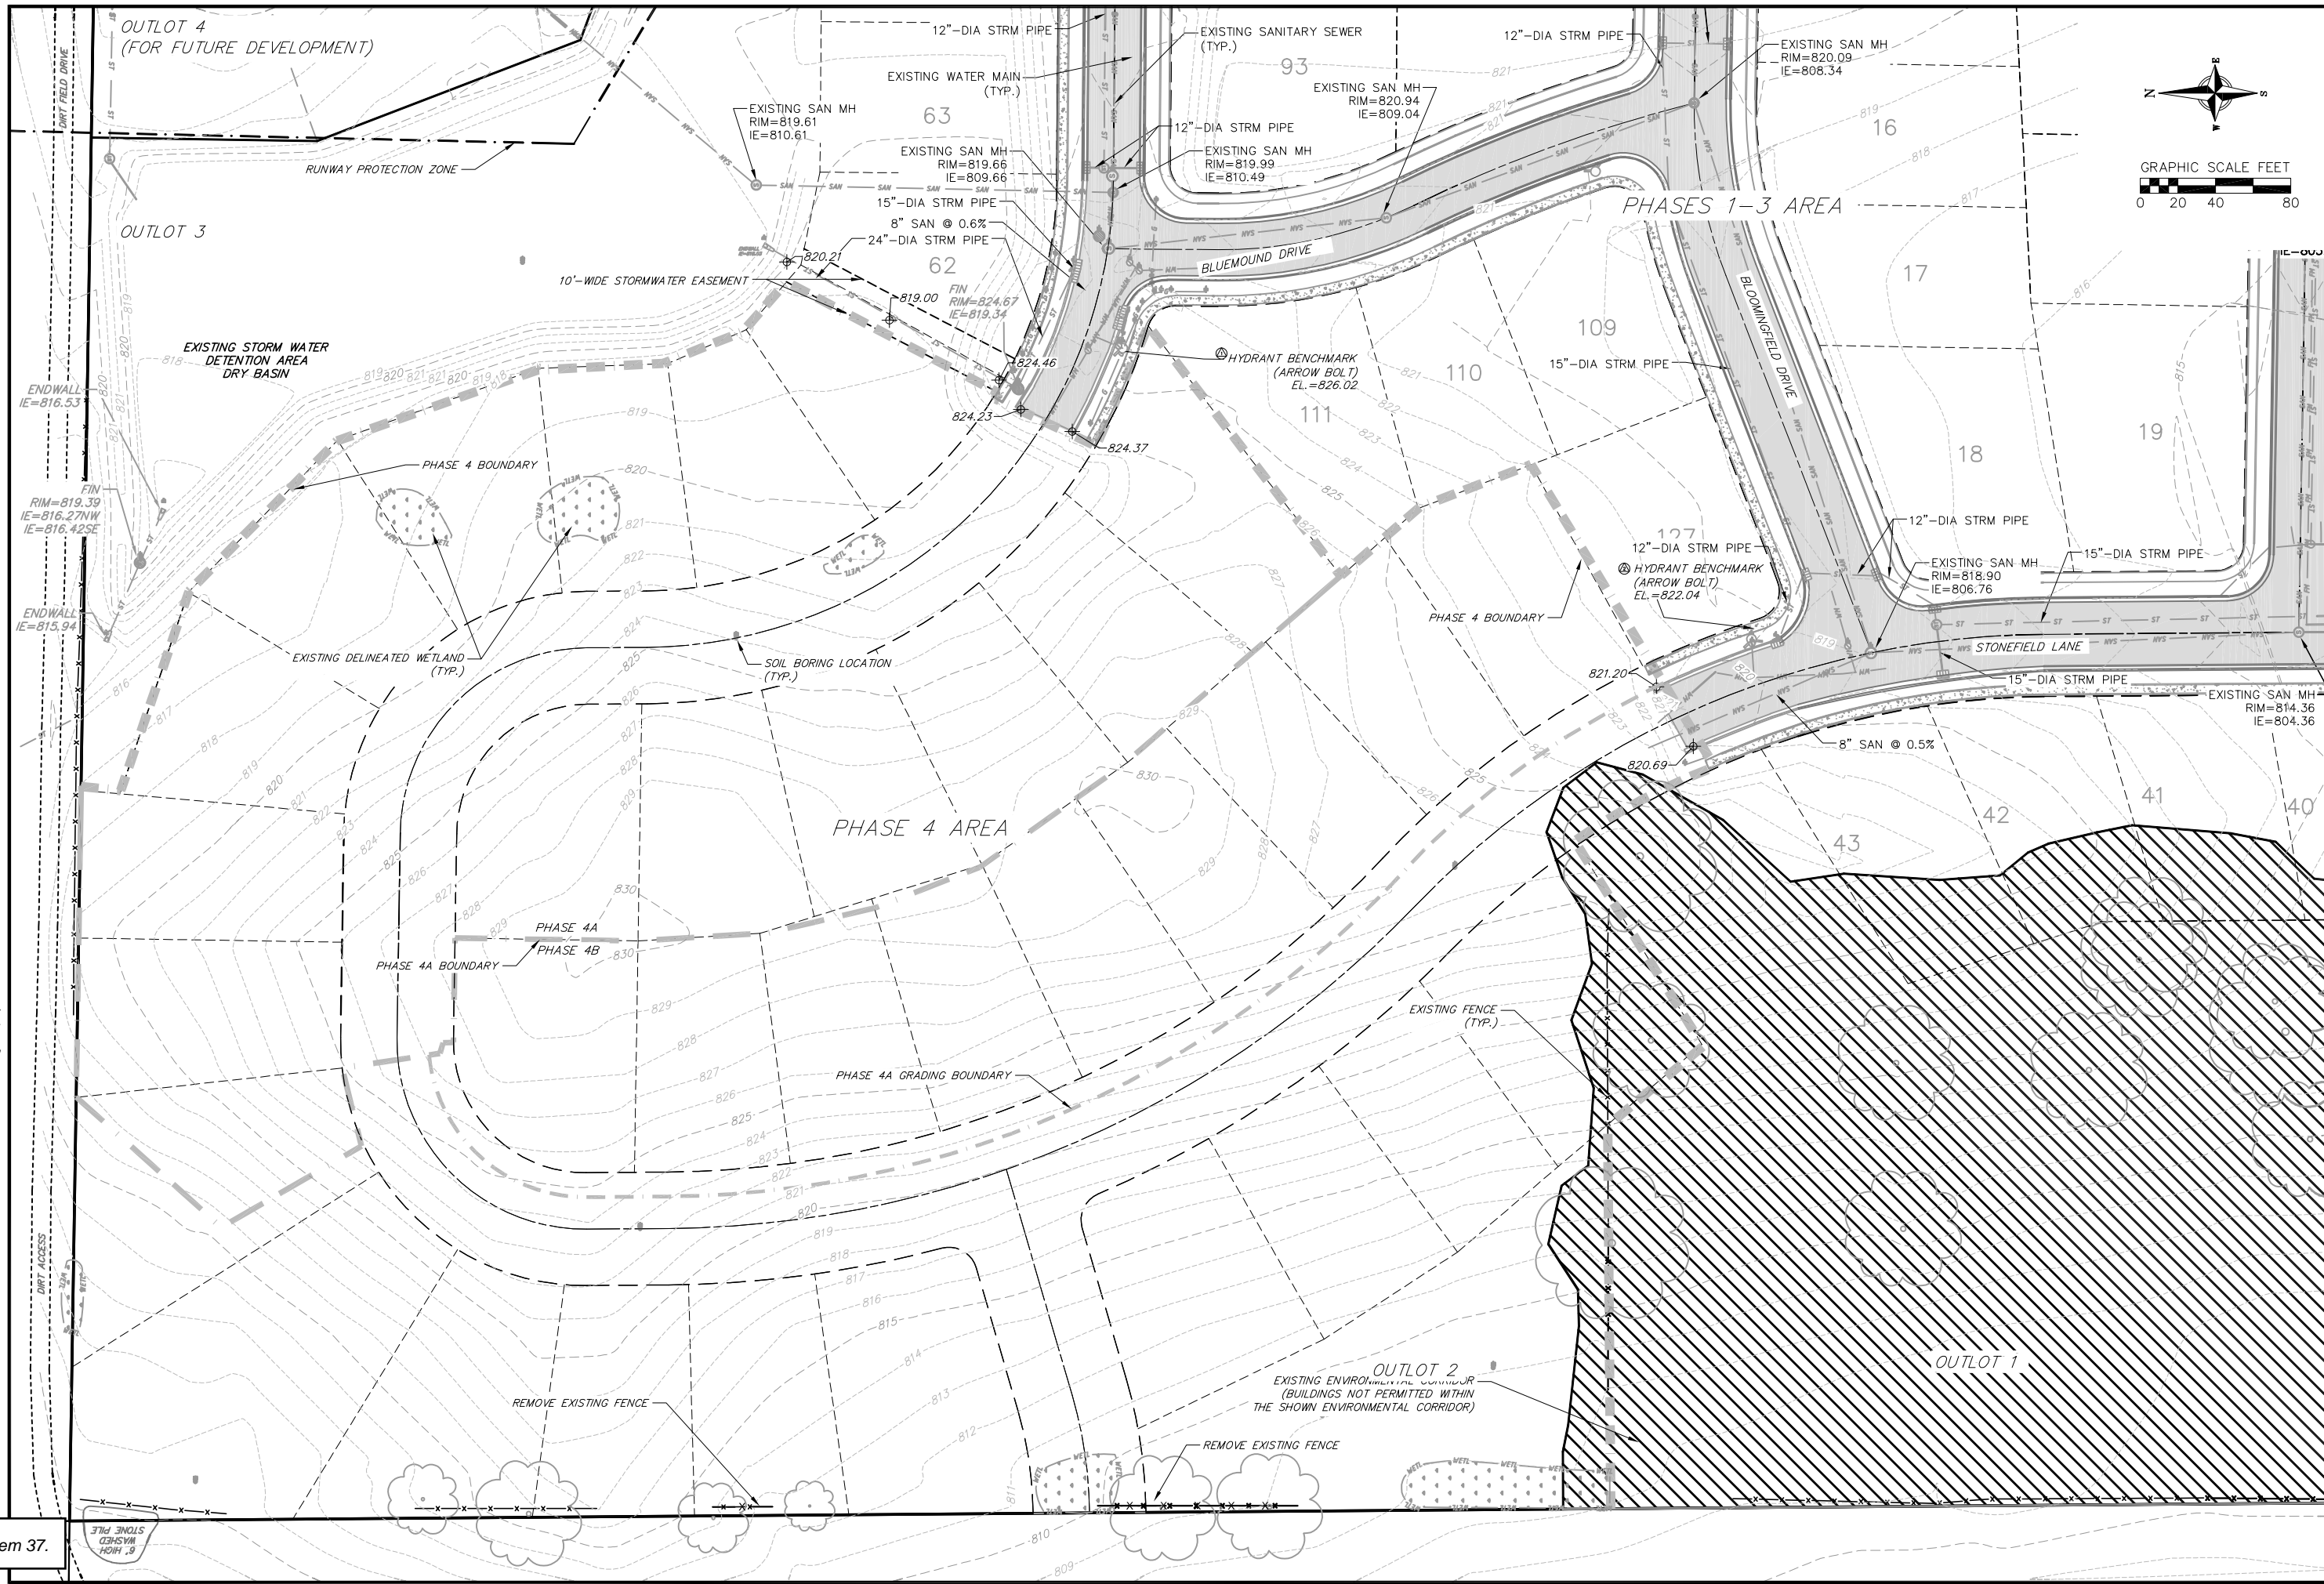 OUTLOT 4
(FOR FUTURE DEVELOPMENT)
DIRT FIELD DRIVE
RUNWAY PROTECTION ZONE
OUTLOT 3
EXISTING STORM WATER
DETENTION AREA
DRY BASIN
ENDWALL
IE=816.53
PHASE 4 BOUNDARY
FIN
RIM=819.39
IE=816.27NW
IE=816.42SE
ENDWALL
IE=815.94
EXISTING DELINEATED WETLAND
(TYP.)
12"-DIA STRM PIPE
EXISTING SANITARY SEWER
(TYP.)
EXISTING WATER MAIN
(TYP.)
EXISTING SAN MH
RIM=819.61
IE=810.61
63
93
EXISTING SAN MH
RIM=820.94
IE=809.04
12"-DIA STRM PIPE
EXISTING SAN MH
RIM=820.09
IE=808.34
12"-DIA STRM PIPE
EXISTING SAN MH
RIM=819.66
IE=809.66
EXISTING SAN MH
RIM=819.99
IE=810.49
15"-DIA STRM PIPE
8" SAN @ 0.6%
24"-DIA STRM PIPE
820.21
62
10'-WIDE STORMWATER EASEMENT
819.00
FIN
RIM=824.67
IE=819.34
824.46
824.23
824.37
BLUEMOUND DRIVE
HYDRANT BENCHMARK
(ARROW BOLT)
EL.=826.02
111
110
109
15"-DIA STRM PIPE
PHASES 1-3 AREA
BLOOMINGFIELD DRIVE
16
17
18
19
N
E
S
W
GRAPHIC SCALE FEET
0 20 40 80
127
12"-DIA STRM PIPE
HYDRANT BENCHMARK
(ARROW BOLT)
EL.=822.04
12"-DIA STRM PIPE
15"-DIA STRM PIPE
EXISTING SAN MH
RIM=818.90
IE=806.76
PHASE 4 BOUNDARY
STONEFIELD LANE
821.20
820.69
15"-DIA STRM PIPE
8" SAN @ 0.5%
EXISTING SAN MH
RIM=814.36
IE=804.36
43
42
41
40
SOIL BORING LOCATION
(TYP.)
PHASE 4 AREA
PHASE 4A
PHASE 4B
PHASE 4A BOUNDARY
PHASE 4A GRADING BOUNDARY
EXISTING FENCE
(TYP.)
DIRT ACCESS
REMOVE EXISTING FENCE
OUTLOT 2
EXISTING ENVIRONMENTAL CORRIDOR
(BUILDINGS NOT PERMITTED WITHIN
THE SHOWN ENVIRONMENTAL CORRIDOR)
REMOVE EXISTING FENCE
OUTLOT 1
6' HIGH
WASHED
STONE PILE
em 37.